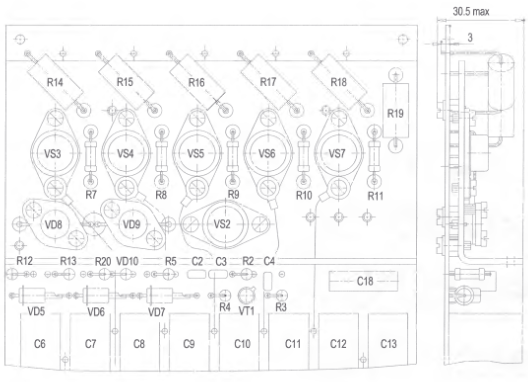 30.5 max
3
R14 R15 R16 R17 R18
R19
VS3 VS4 VS5 VS6 VS7
R7 R8 R9 R10 R11
VD8 VD9 VS2
R12 R13 R20 VD10 R5 C2 C3 R2 C4
C18
VD5 VD6 VD7 R4 VT1 R3
C6 C7 C8 C9 C10 C11 C12 C13